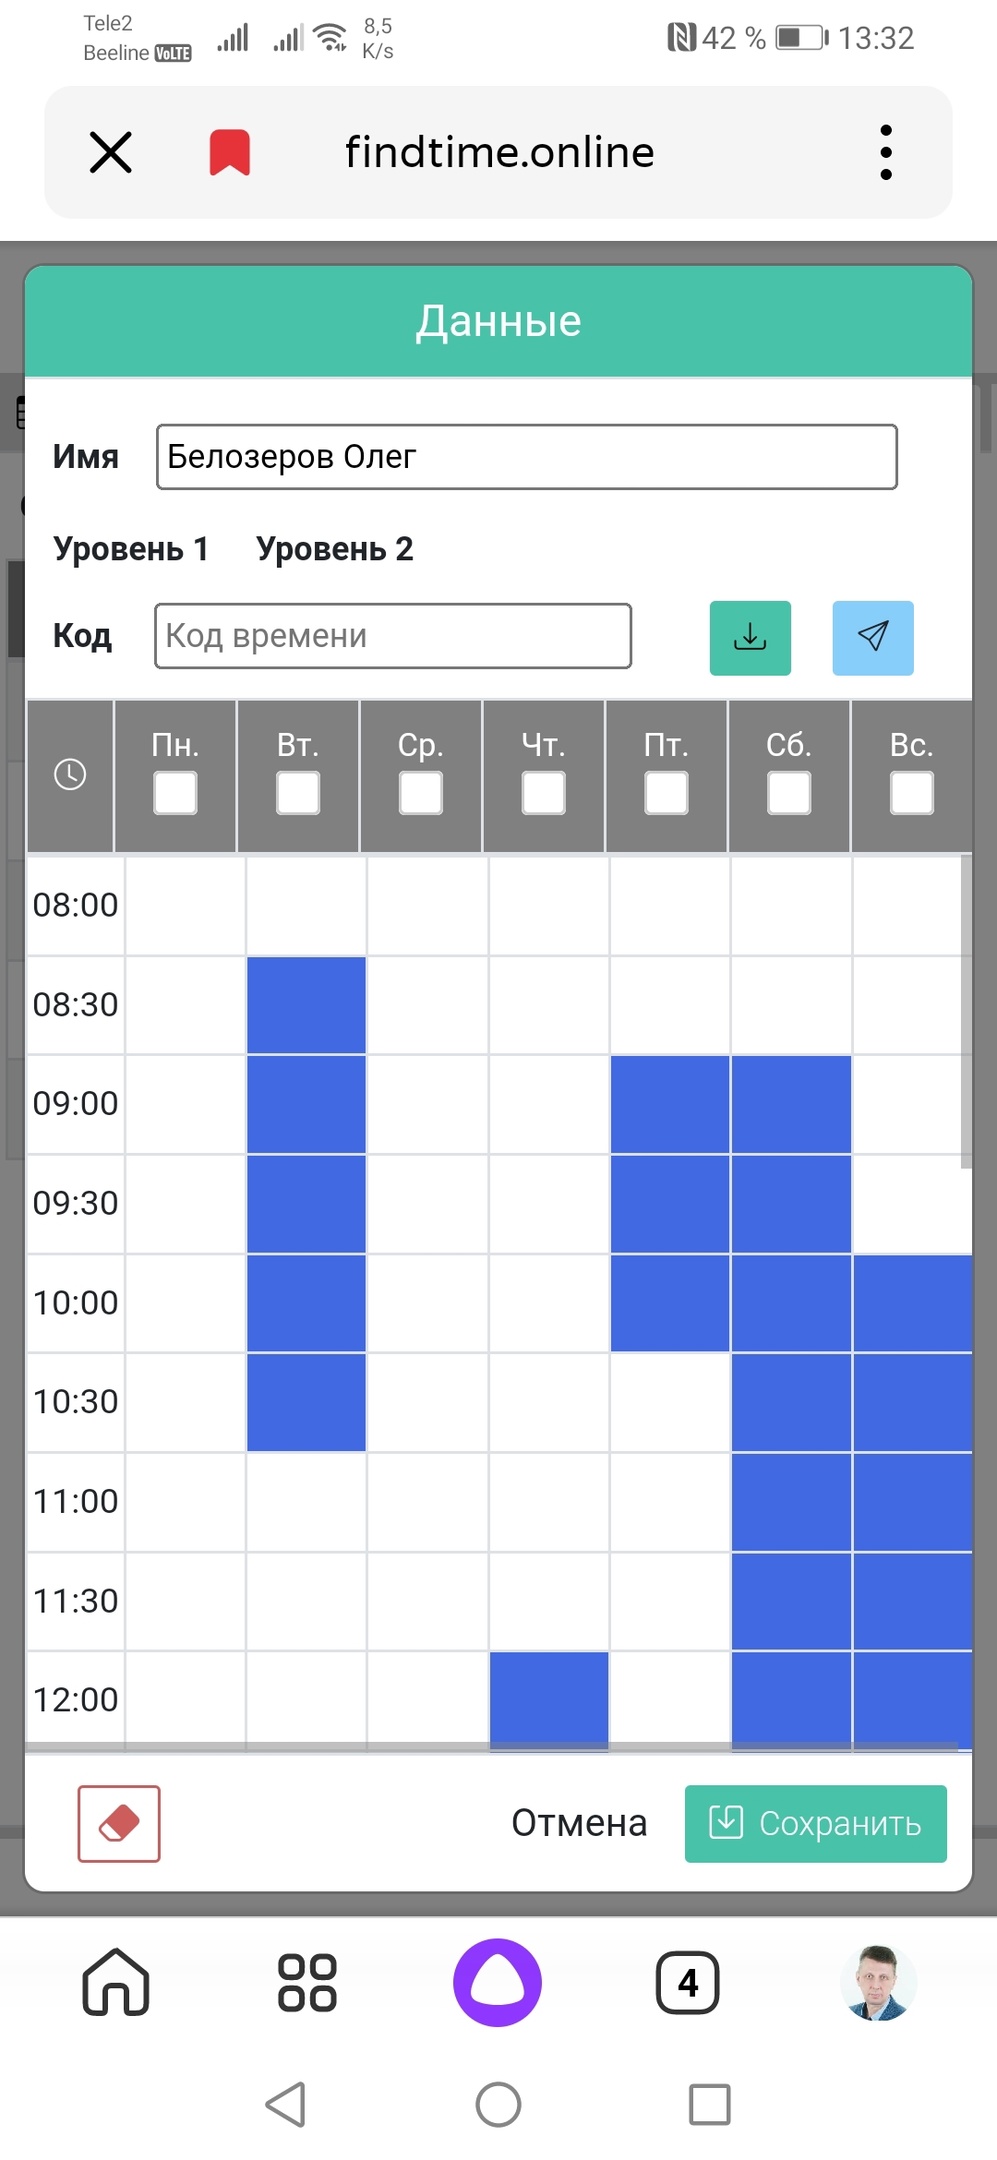 Tele2
Beeline VoLTE
8,5
K/s
42 %
13:32
findtime.online
Данные
Имя Белозеров Олег
Уровень 1 Уровень 2
Код Код времени
Пн. Вт. Ср. Чт. Пт. Сб. Вс.
08:00
08:30
09:00
09:30
10:00
10:30
11:00
11:30
12:00
Отмена Сохранить
4